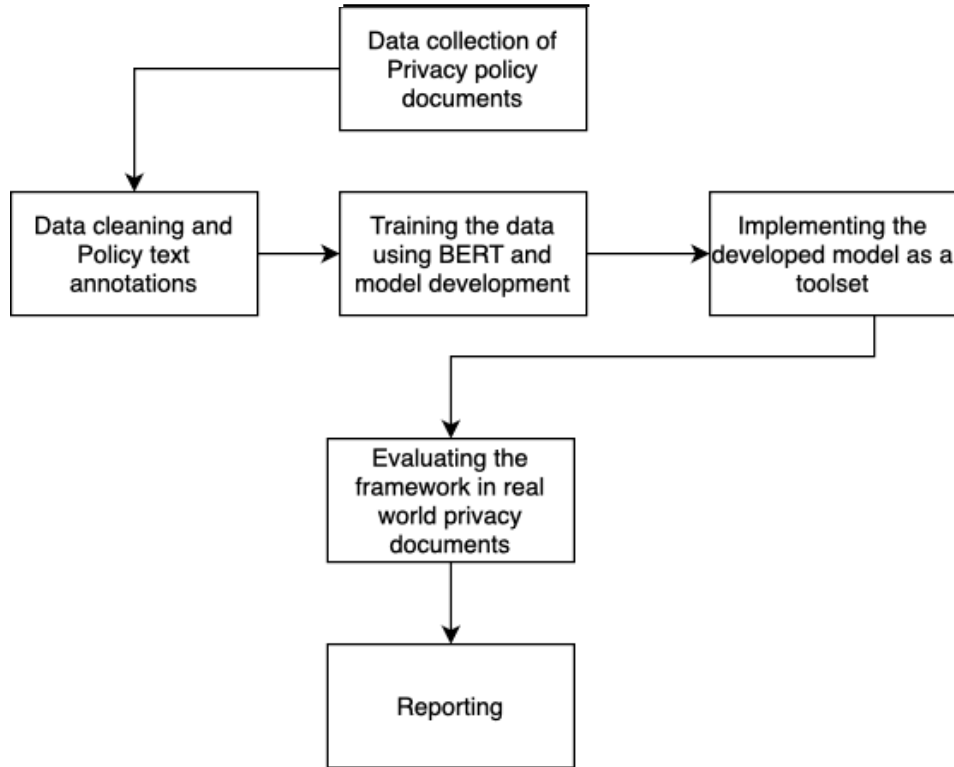 Data collection of
Privacy policy
documents
Data cleaning and
Policy text
annotations
Training the data
using BERT and
model development
Implementing the
developed model as a
toolset
Evaluating the
framework in real
world privacy
documents
Reporting